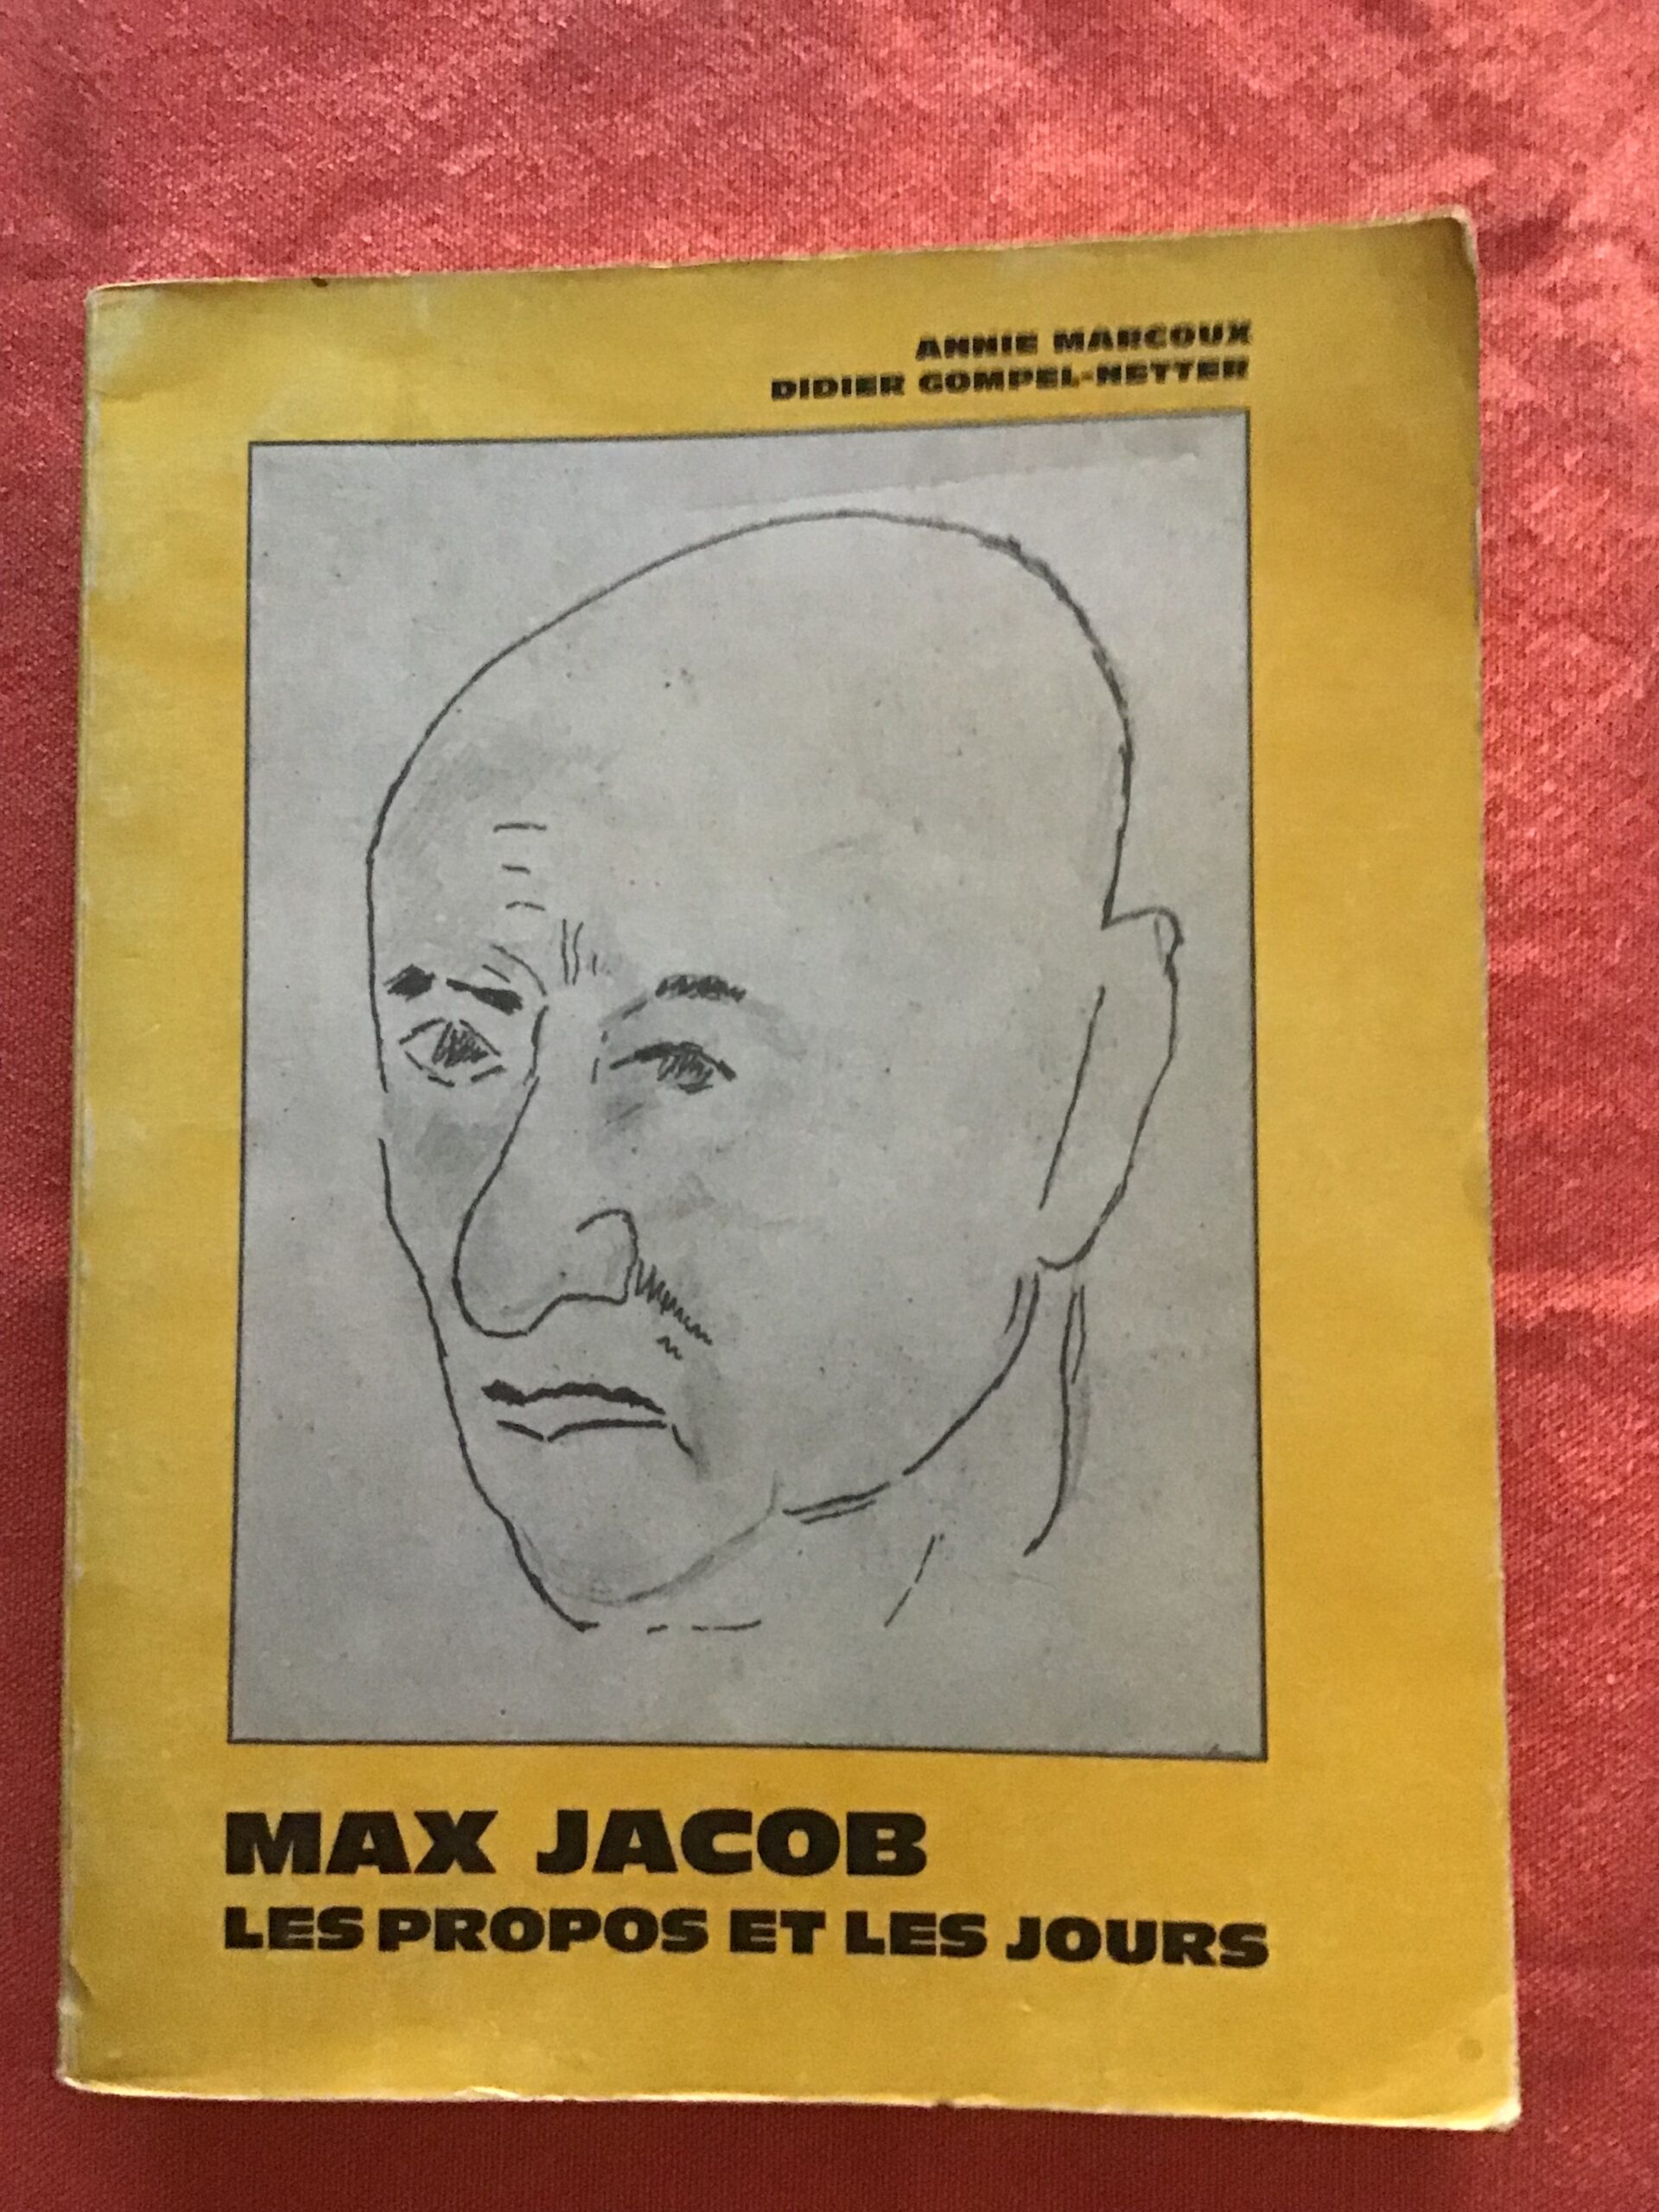 ANNIE MARCOUX
DIDIER GOMPEL-NETTER
MAX JACOB
LES PROPOS ET LES JOURS